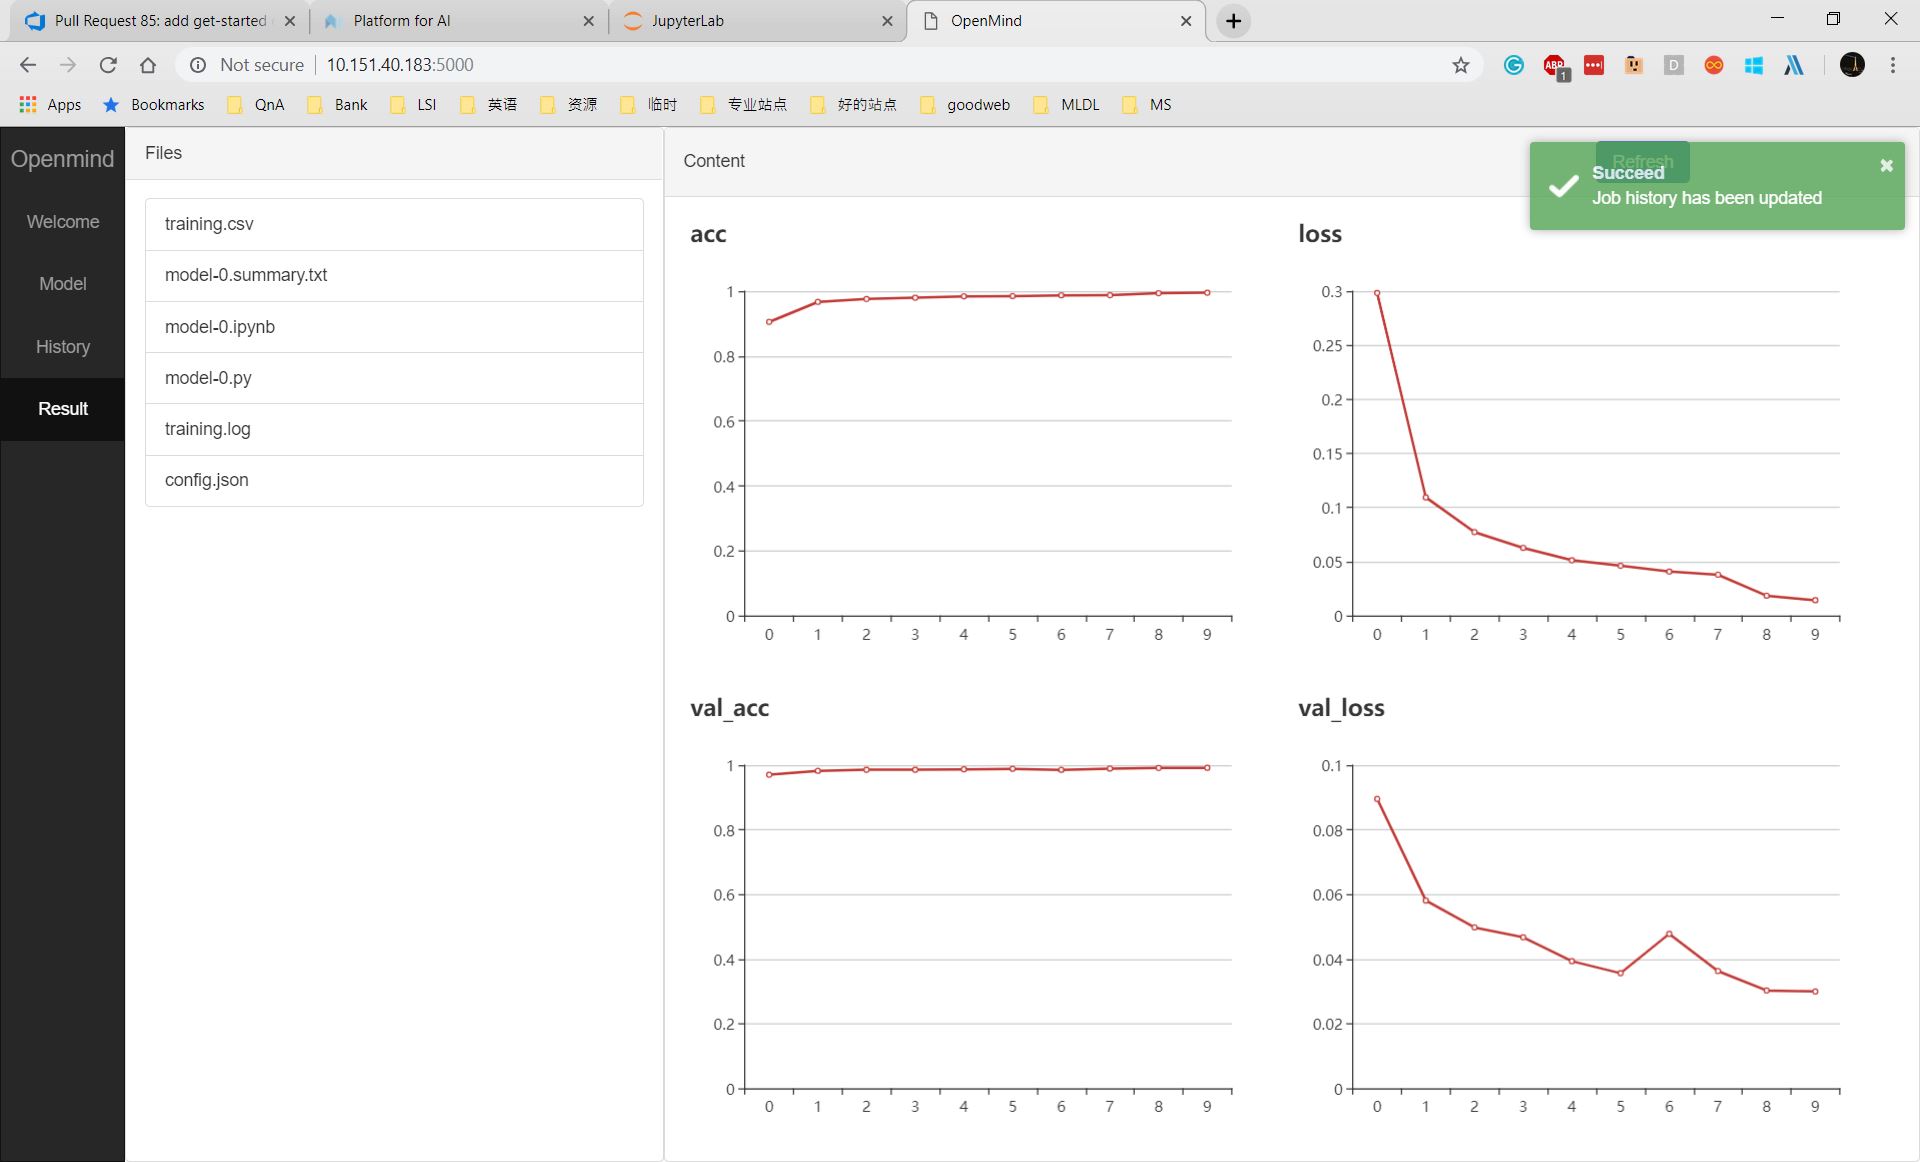 Pull Request 85: add get-started
Platform for AI
JupyterLab
OpenMind
Not secure
10.151.40.183:5000
ABP
1
D
Apps
Bookmarks
QnA
Bank
LSI
英语
资源
临时
专业站点
好的站点
goodweb
MLDL
MS
Openmind
Welcome
Model
History
Result
Files
training.csv
model-0.summary.txt
model-0.ipynb
model-0.py
training.log
config.json
Content
Refresh
Succeed
Job history has been updated
acc
1
0.8
0.6
0.4
0.2
0
0 1 2 3 4 5 6 7 8 9
loss
0.3
0.25
0.2
0.15
0.1
0.05
0
0 1 2 3 4 5 6 7 8 9
val_acc
1
0.8
0.6
0.4
0.2
0
0 1 2 3 4 5 6 7 8 9
val_loss
0.1
0.08
0.06
0.04
0.02
0
0 1 2 3 4 5 6 7 8 9